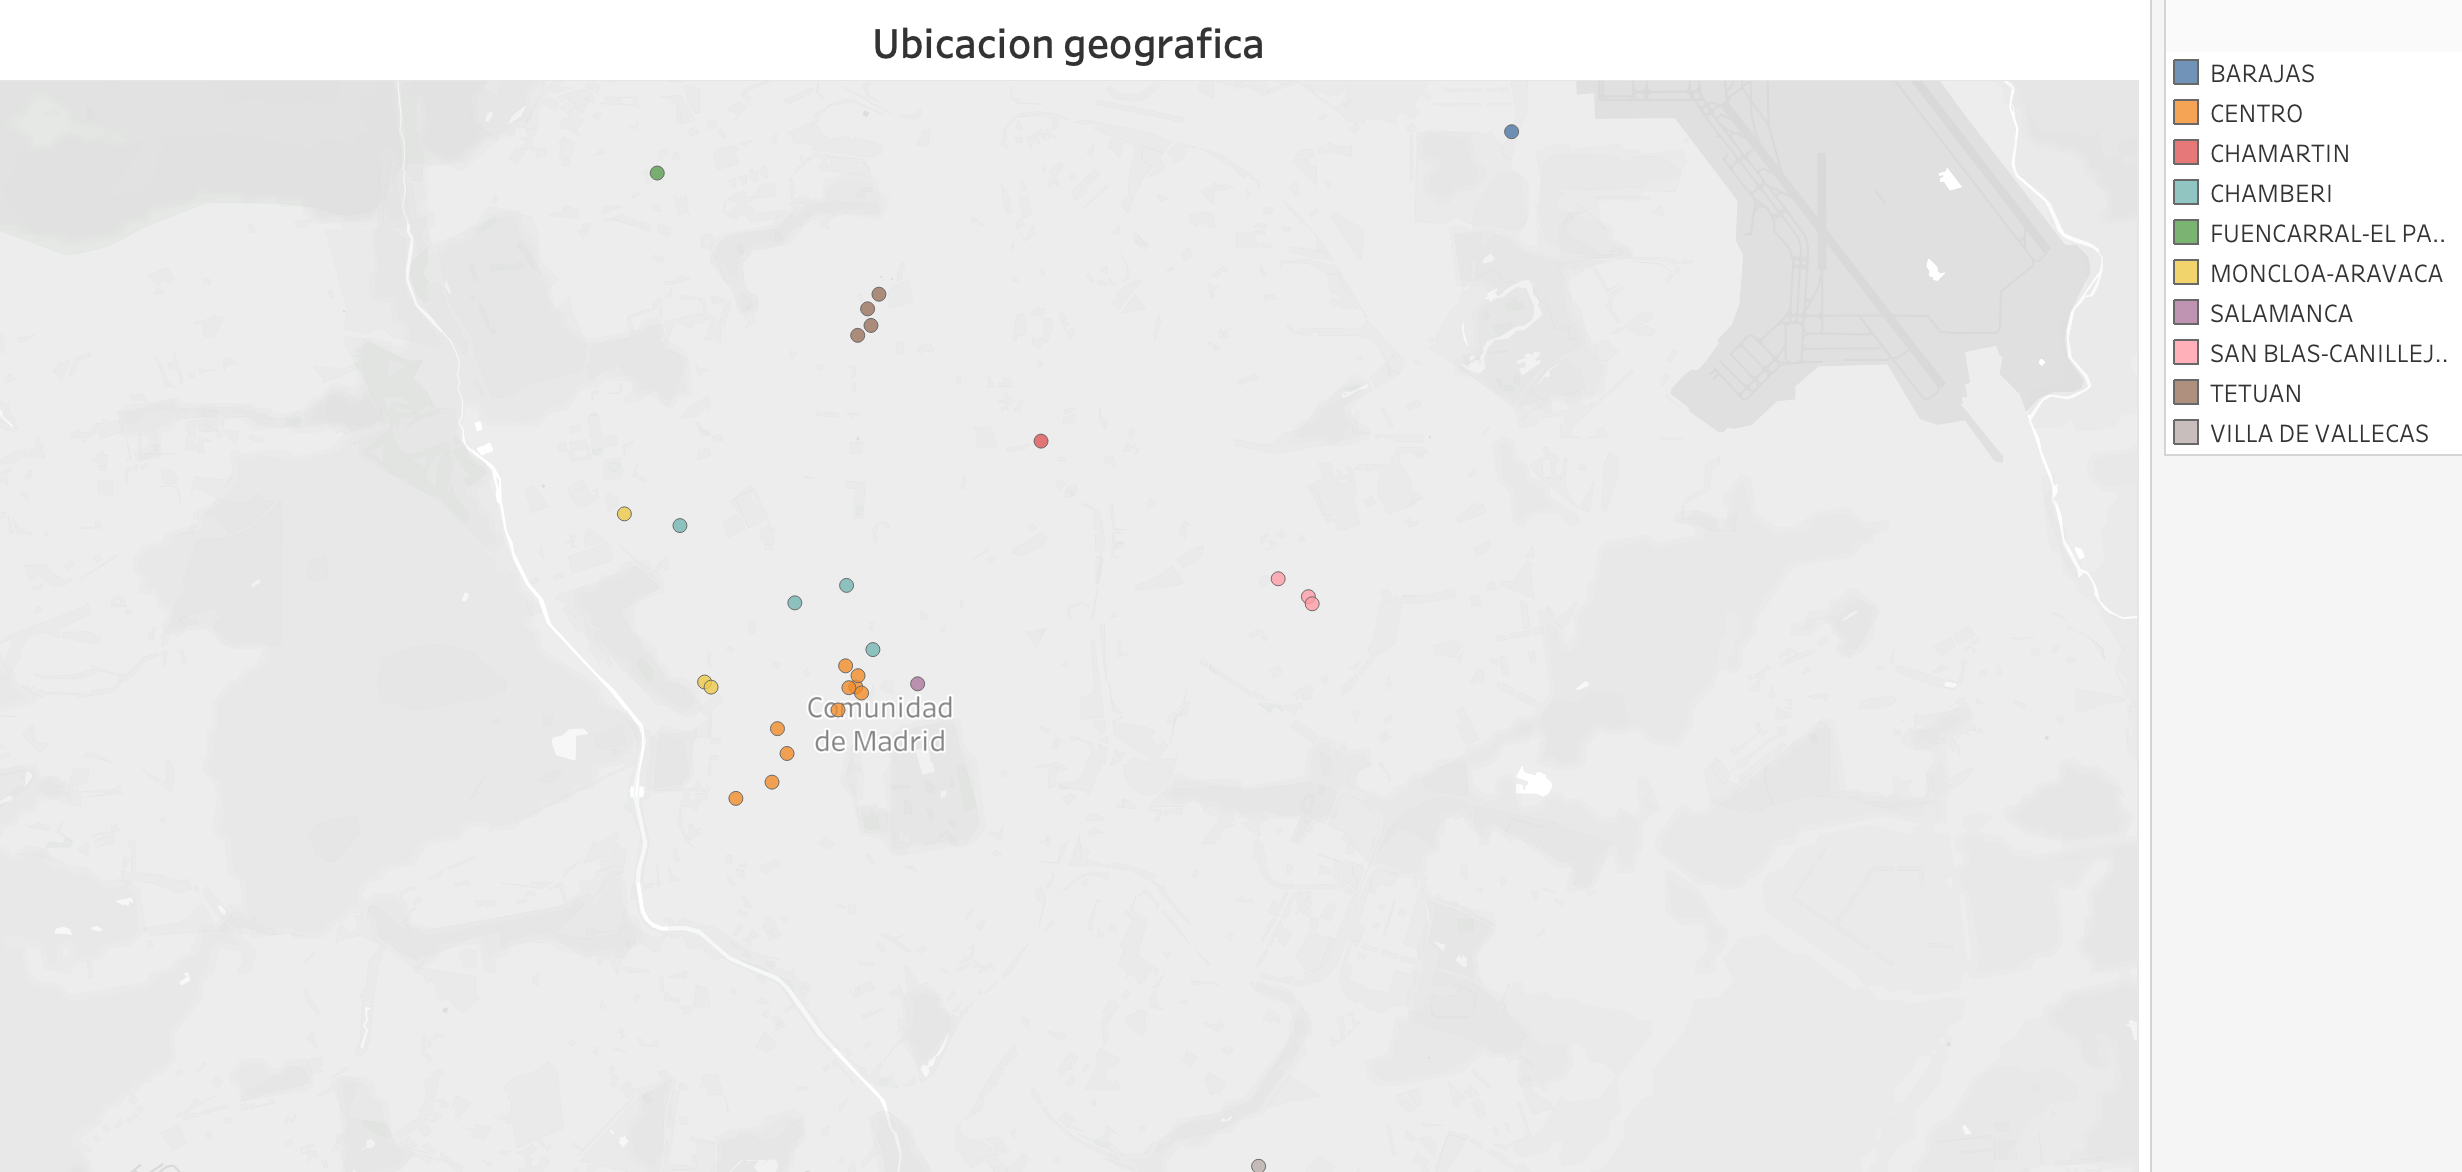 Ubicacion geografica
BARAJAS
CENTRO
CHAMARTIN
CHAMBERI
FUENCARRAL-EL PA..
MONCLOA-ARAVACA
SALAMANCA
SAN BLAS-CANILLEJ..
TETUAN
VILLA DE VALLECAS
Comunidad
de Madrid